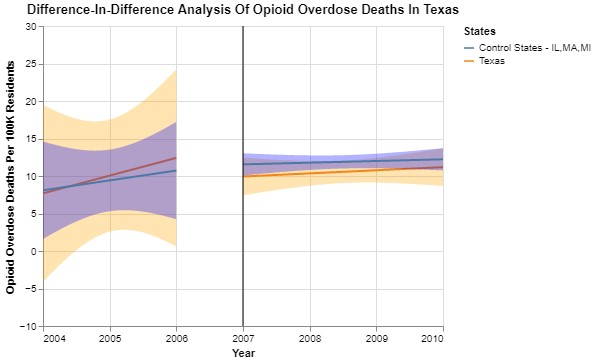 Difference-In-Difference Analysis Of Opioid Overdose Deaths In Texas
30
25
20
15
10
5
0
−5
−10
Opioid Overdose Deaths Per 100K Residents
2004 2005 2006 2007 2008 2009 2010
Year
States
Control States - IL,MA,MI
Texas